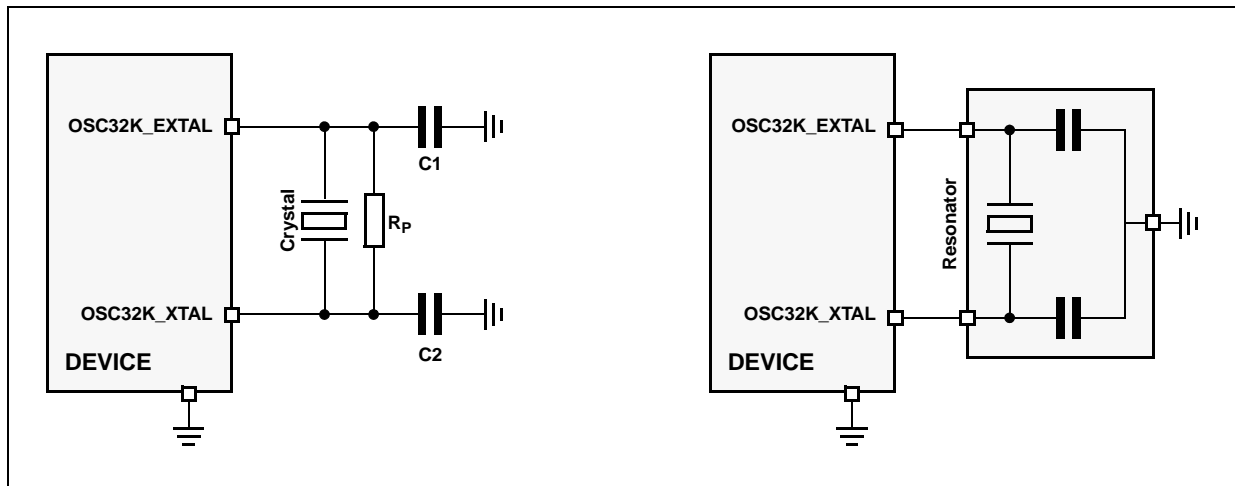 OSC32K_EXTAL
C1
Crystal
RP
OSC32K_XTAL
C2
DEVICE
OSC32K_EXTAL
Resonator
OSC32K_XTAL
DEVICE